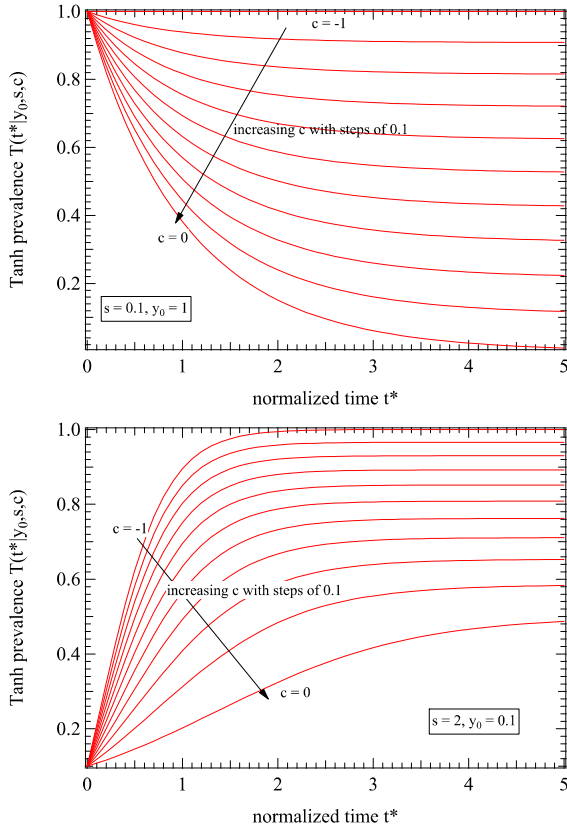 1.0
c = -1
0.8
increasing c with steps of 0.1
0.6
0.4
c = 0
0.2
s = 0.1, y0 = 1
Tanh prevalence T(t*|y0,s,c)
0 1 2 3 4 5
normalized time t*
1.0
0.8
c = -1
0.6
increasing c with steps of 0.1
0.4
c = 0
s = 2, y0 = 0.1
0.2
Tanh prevalence T(t*|y0,s,c)
0 1 2 3 4 5
normalized time t*